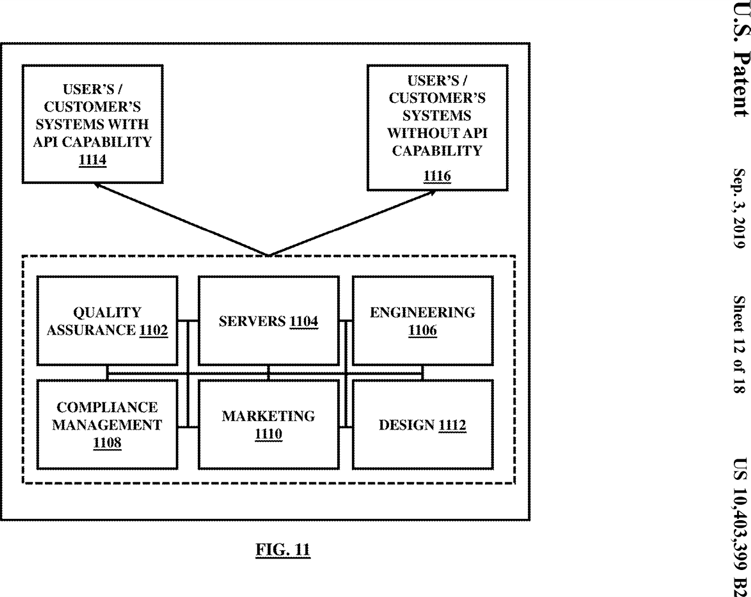 U.S. Patent
Sep. 3, 2019
Sheet 12 of 18
US 10,403,399 B2
USER'S /
CUSTOMER'S
SYSTEMS WITH
API CAPABILITY
1114
USER'S /
CUSTOMER'S
SYSTEMS
WITHOUT API
CAPABILITY
1116
QUALITY
ASSURANCE 1102
SERVERS 1104
ENGINEERING
1106
COMPLIANCE
MANAGEMENT
1108
MARKETING
1110
DESIGN 1112
FIG. 11